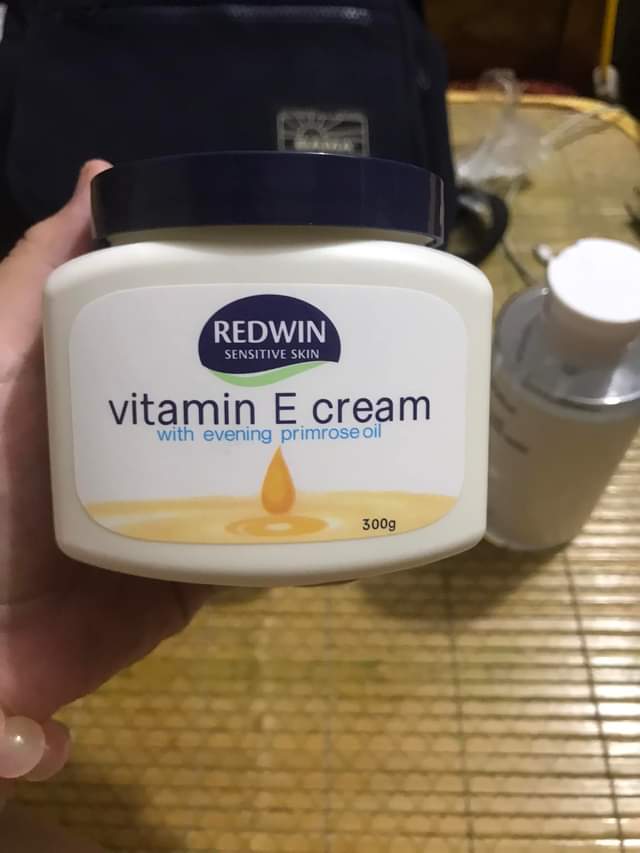 REDWIN
SENSITIVE SKIN
vitamin E cream
with evening primrose oil
300g